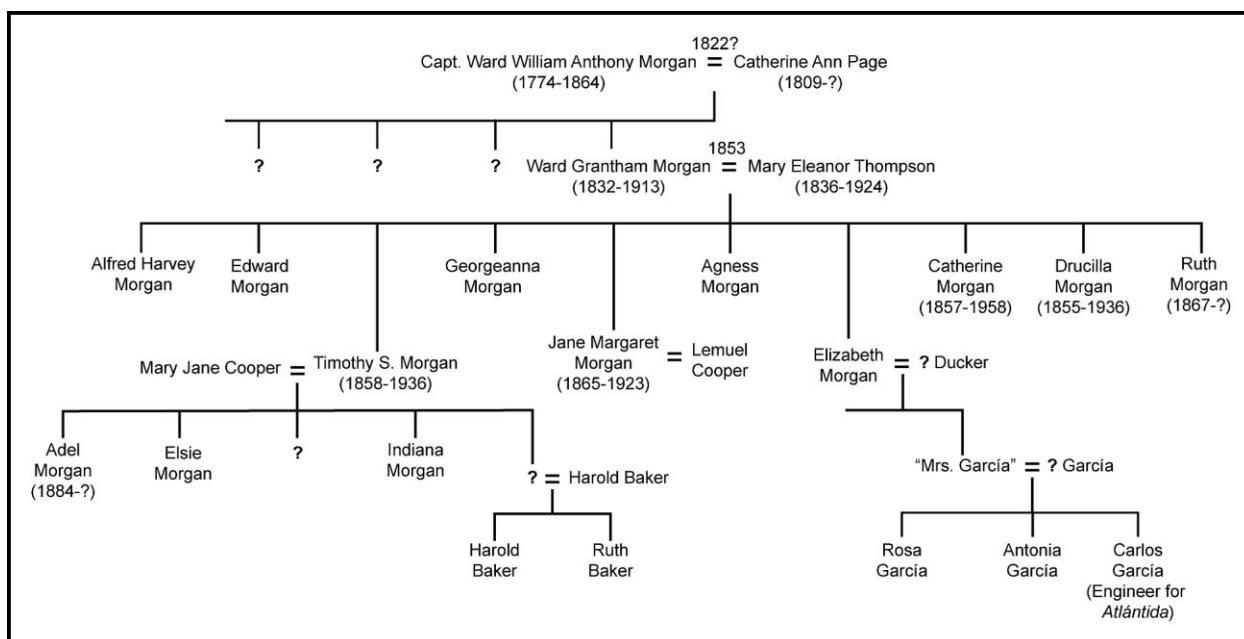 1822?
Capt. Ward William Anthony Morgan = Catherine Ann Page
(1774-1864) (1809-?)
? ? ?
1853
Ward Grantham Morgan = Mary Eleanor Thompson
(1832-1913) (1836-1924)
Alfred Harvey
Morgan
Edward
Morgan
Georgeanna
Morgan
Agness
Morgan
Catherine
Morgan
(1857-1958)
Drucilla
Morgan
(1855-1936)
Ruth
Morgan
(1867-?)
Mary Jane Cooper = Timothy S. Morgan
(1858-1936)
Jane Margaret
Morgan
(1865-1923)
= Lemuel
Cooper
Elizabeth
Morgan
= ? Ducker
Adel
Morgan
(1884-?)
Elsie
Morgan
?
Indiana
Morgan
? = Harold Baker
"Mrs. García" = ? García
Harold
Baker
Ruth
Baker
Rosa
García
Antonia
García
Carlos
García
(Engineer for
Atlántida)